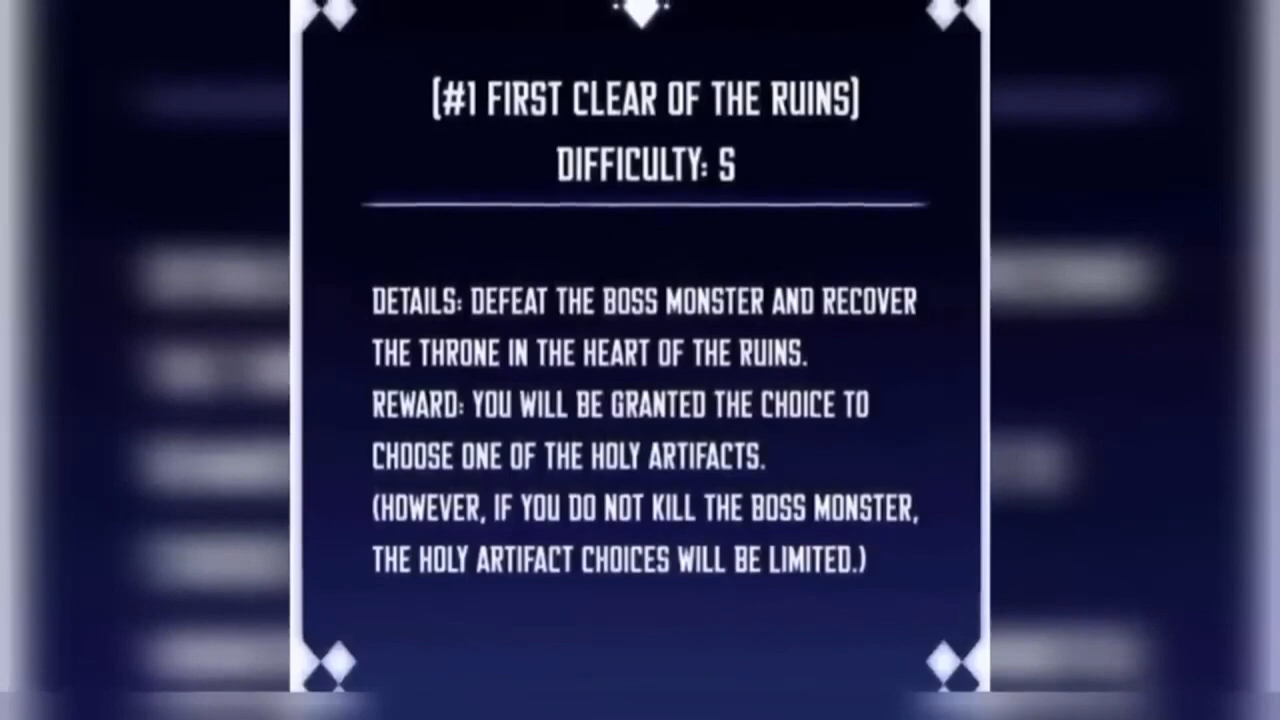 [#1 FIRST CLEAR OF THE RUINS]
DIFFICULTY: S
DETAILS: DEFEAT THE BOSS MONSTER AND RECOVER
THE THRONE IN THE HEART OF THE RUINS.
REWARD: YOU WILL BE GRANTED THE CHOICE TO
CHOOSE ONE OF THE HOLY ARTIFACTS.
(HOWEVER, IF YOU DO NOT KILL THE BOSS MONSTER,
THE HOLY ARTIFACT CHOICES WILL BE LIMITED.)